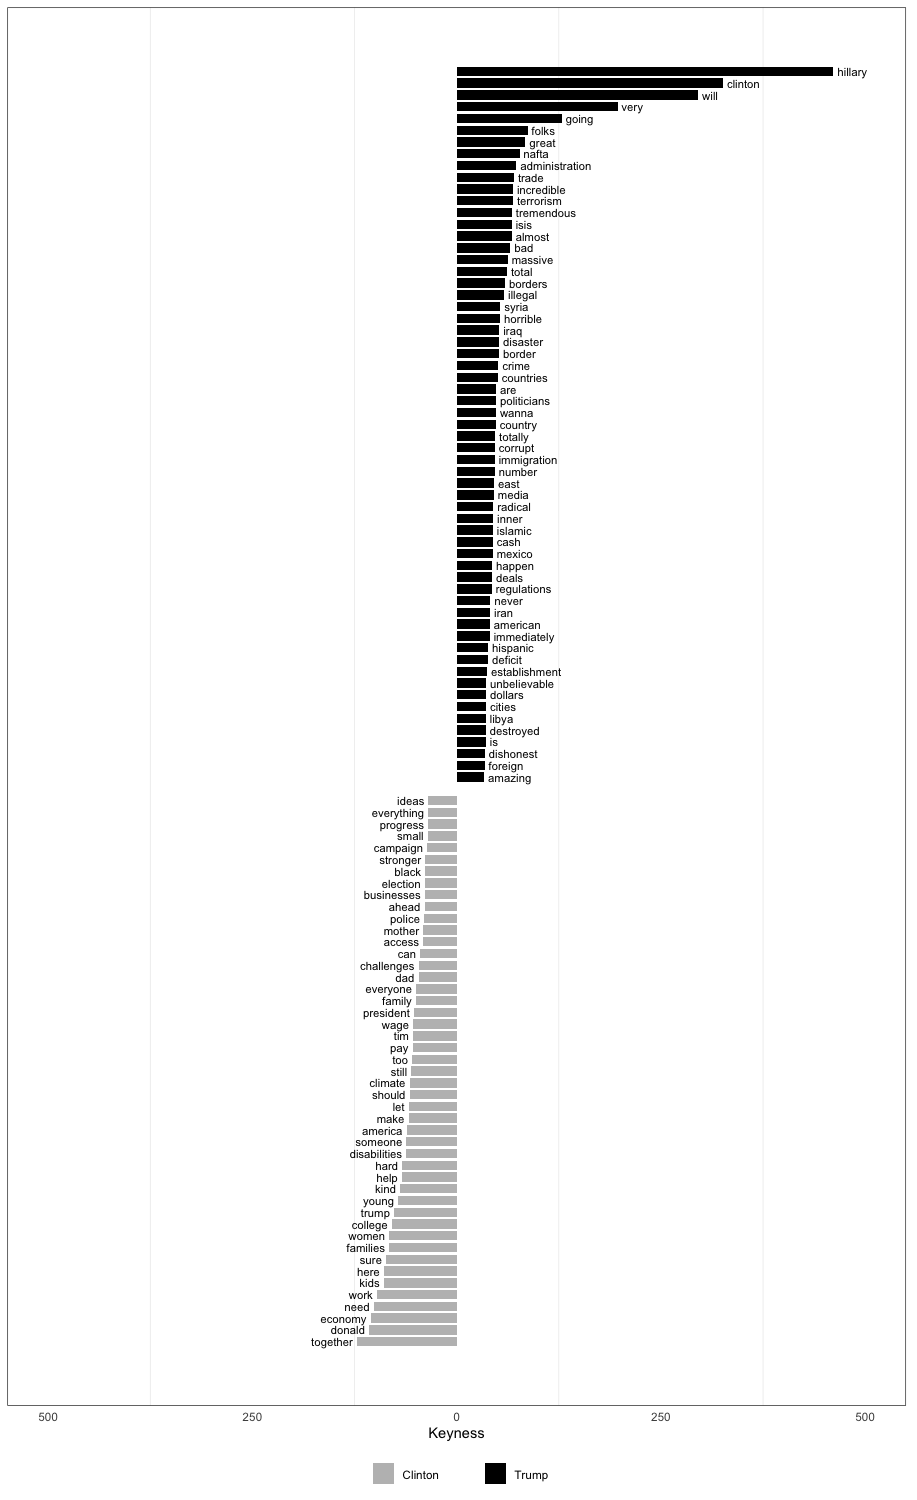 hillary
clinton
will
very
going
folks
great
nafta
administration
trade
incredible
terrorism
tremendous
isis
almost
bad
massive
total
borders
illegal
syria
horrible
iraq
disaster
border
crime
countries
are
politicians
wanna
country
totally
corrupt
immigration
number
east
media
radical
inner
islamic
cash
mexico
happen
deals
regulations
never
iran
american
immediately
hispanic
deficit
establishment
unbelievable
dollars
cities
libya
destroyed
is
dishonest
foreign
amazing
ideas
everything
progress
small
campaign
stronger
black
election
businesses
ahead
police
mother
access
can
challenges
dad
everyone
family
president
wage
tim
pay
too
still
climate
should
let
make
america
someone
disabilities
hard
help
kind
young
trump
college
women
families
sure
here
kids
work
need
economy
donald
together
500 250 0 250 500
Keyness
Clinton Trump